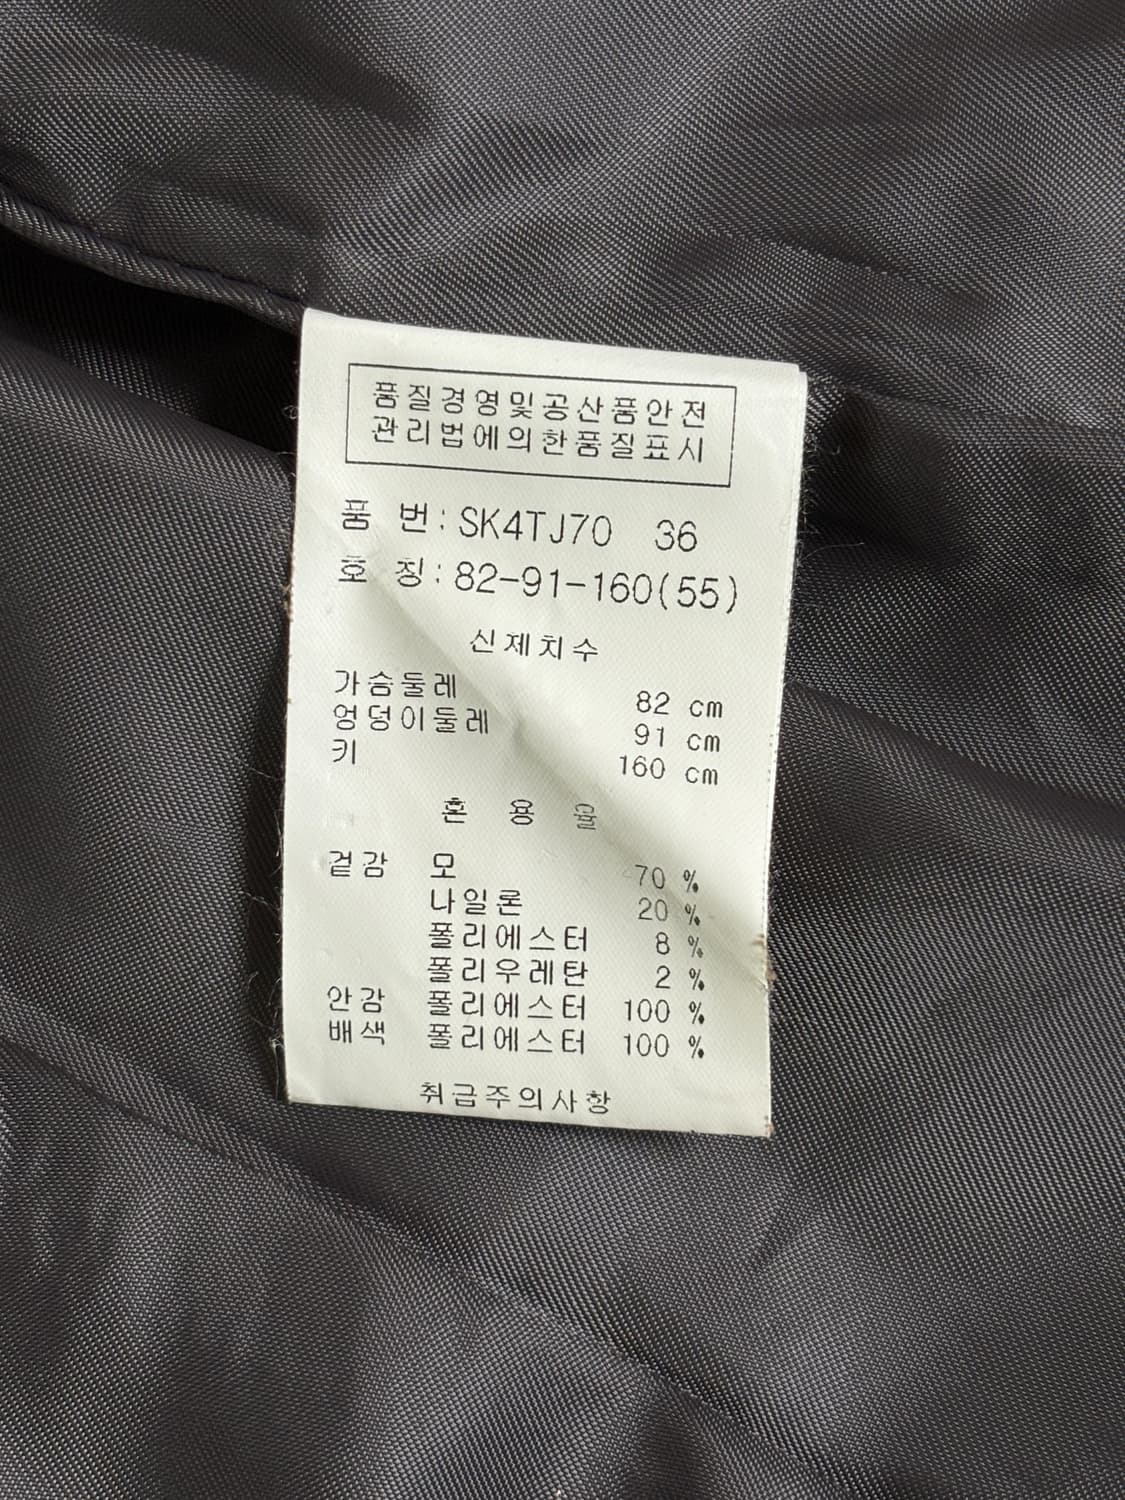 품질경영및공산품안전
관리법에의한품질표시
품 번:SK4TJ70 36
호 칭:82-91-160(55)
신제치수
가슴둘레 82 cm
엉덩이둘레 91 cm
키 160 cm
혼 용 율
겉감 모 70 %
나일론 20 %
폴리에스터 8 %
폴리우레탄 2 %
안감 폴리에스터 100 %
배색 폴리에스터 100 %
취급주의사항